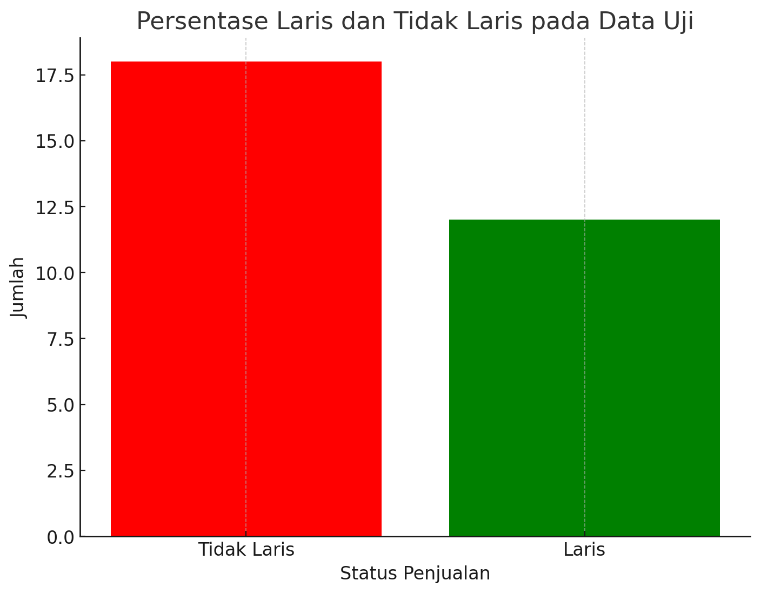 Persentase Laris dan Tidak Laris pada Data Uji
17.5
15.0
12.5
10.0
7.5
5.0
2.5
0.0
Jumlah
Tidak Laris
Laris
Status Penjualan